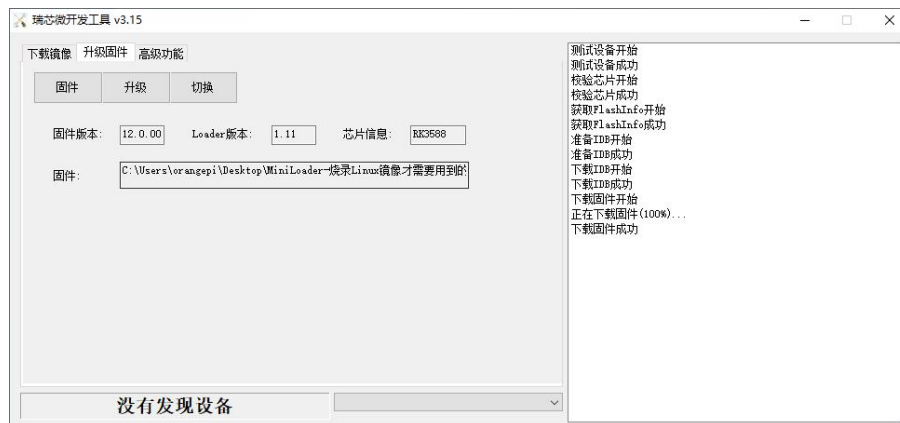 瑞芯微开发工具 v3.15
下载镜像 升级固件 高级功能
固件 升级 切换
固件版本: 12.0.00 Loader版本: 1.11 芯片信息: RK3588
固件: C:\Users\orangepi\Desktop\MiniLoader-烧录Linux镜像才需要用到的
没有发现设备
测试设备开始
测试设备成功
校验芯片开始
校验芯片成功
获取FlashInfo开始
获取FlashInfo成功
准备IDB开始
准备IDB成功
下载IDB开始
下载IDB成功
下载固件开始
正在下载固件(100%)...
下载固件成功